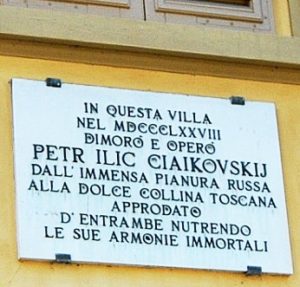 IN QUESTA VILLA
NEL MDCCCLXXVIII
DIMORÒ E OPERÒ
PETR ILIC CIAIKOVSKIJ
DALL'IMMENSA PIANURA RUSSA
ALLA DOLCE COLLINA TOSCANA
APPRODATO
D'ENTRAMBE NUTRENDO
LE SUE ARMONIE IMMORTALI